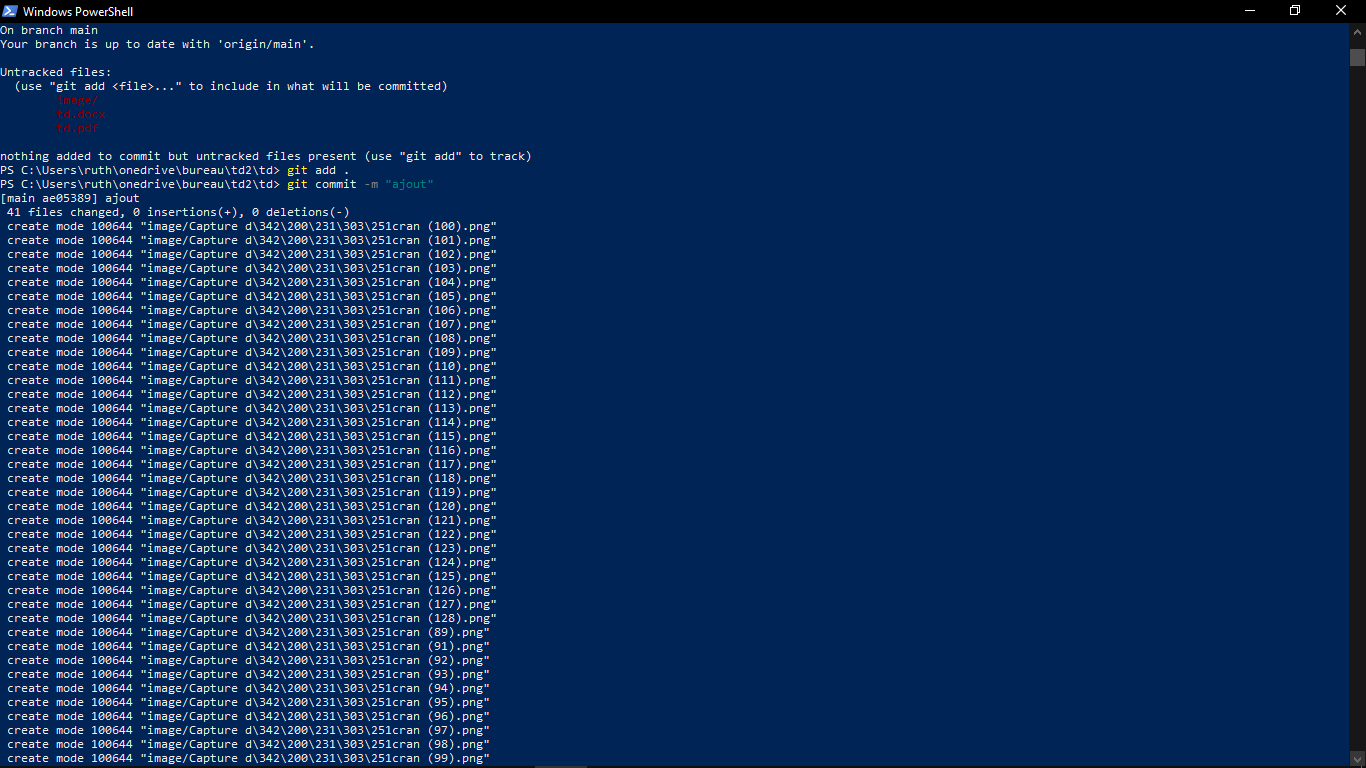 Windows PowerShell
On branch main
Your branch is up to date with 'origin/main'.
Untracked files:
(use "git add <file>..." to include in what will be committed)
image/
td.docx
td.pdf
nothing added to commit but untracked files present (use "git add" to track)
PS C:\Users\ruth\onedrive\bureau\td2\td> git add .
PS C:\Users\ruth\onedrive\bureau\td2\td> git commit -m "ajout"
[main ae05389] ajout
41 files changed, 0 insertions(+), 0 deletions(-)
create mode 100644 "image/Capture d\342\200\231\303\251cran (100).png"
create mode 100644 "image/Capture d\342\200\231\303\251cran (101).png"
create mode 100644 "image/Capture d\342\200\231\303\251cran (102).png"
create mode 100644 "image/Capture d\342\200\231\303\251cran (103).png"
create mode 100644 "image/Capture d\342\200\231\303\251cran (104).png"
create mode 100644 "image/Capture d\342\200\231\303\251cran (105).png"
create mode 100644 "image/Capture d\342\200\231\303\251cran (106).png"
create mode 100644 "image/Capture d\342\200\231\303\251cran (107).png"
create mode 100644 "image/Capture d\342\200\231\303\251cran (108).png"
create mode 100644 "image/Capture d\342\200\231\303\251cran (109).png"
create mode 100644 "image/Capture d\342\200\231\303\251cran (110).png"
create mode 100644 "image/Capture d\342\200\231\303\251cran (111).png"
create mode 100644 "image/Capture d\342\200\231\303\251cran (112).png"
create mode 100644 "image/Capture d\342\200\231\303\251cran (113).png"
create mode 100644 "image/Capture d\342\200\231\303\251cran (114).png"
create mode 100644 "image/Capture d\342\200\231\303\251cran (115).png"
create mode 100644 "image/Capture d\342\200\231\303\251cran (116).png"
create mode 100644 "image/Capture d\342\200\231\303\251cran (117).png"
create mode 100644 "image/Capture d\342\200\231\303\251cran (118).png"
create mode 100644 "image/Capture d\342\200\231\303\251cran (119).png"
create mode 100644 "image/Capture d\342\200\231\303\251cran (120).png"
create mode 100644 "image/Capture d\342\200\231\303\251cran (121).png"
create mode 100644 "image/Capture d\342\200\231\303\251cran (122).png"
create mode 100644 "image/Capture d\342\200\231\303\251cran (123).png"
create mode 100644 "image/Capture d\342\200\231\303\251cran (124).png"
create mode 100644 "image/Capture d\342\200\231\303\251cran (125).png"
create mode 100644 "image/Capture d\342\200\231\303\251cran (126).png"
create mode 100644 "image/Capture d\342\200\231\303\251cran (127).png"
create mode 100644 "image/Capture d\342\200\231\303\251cran (128).png"
create mode 100644 "image/Capture d\342\200\231\303\251cran (89).png"
create mode 100644 "image/Capture d\342\200\231\303\251cran (91).png"
create mode 100644 "image/Capture d\342\200\231\303\251cran (92).png"
create mode 100644 "image/Capture d\342\200\231\303\251cran (93).png"
create mode 100644 "image/Capture d\342\200\231\303\251cran (94).png"
create mode 100644 "image/Capture d\342\200\231\303\251cran (95).png"
create mode 100644 "image/Capture d\342\200\231\303\251cran (96).png"
create mode 100644 "image/Capture d\342\200\231\303\251cran (97).png"
create mode 100644 "image/Capture d\342\200\231\303\251cran (98).png"
create mode 100644 "image/Capture d\342\200\231\303\251cran (99).png"